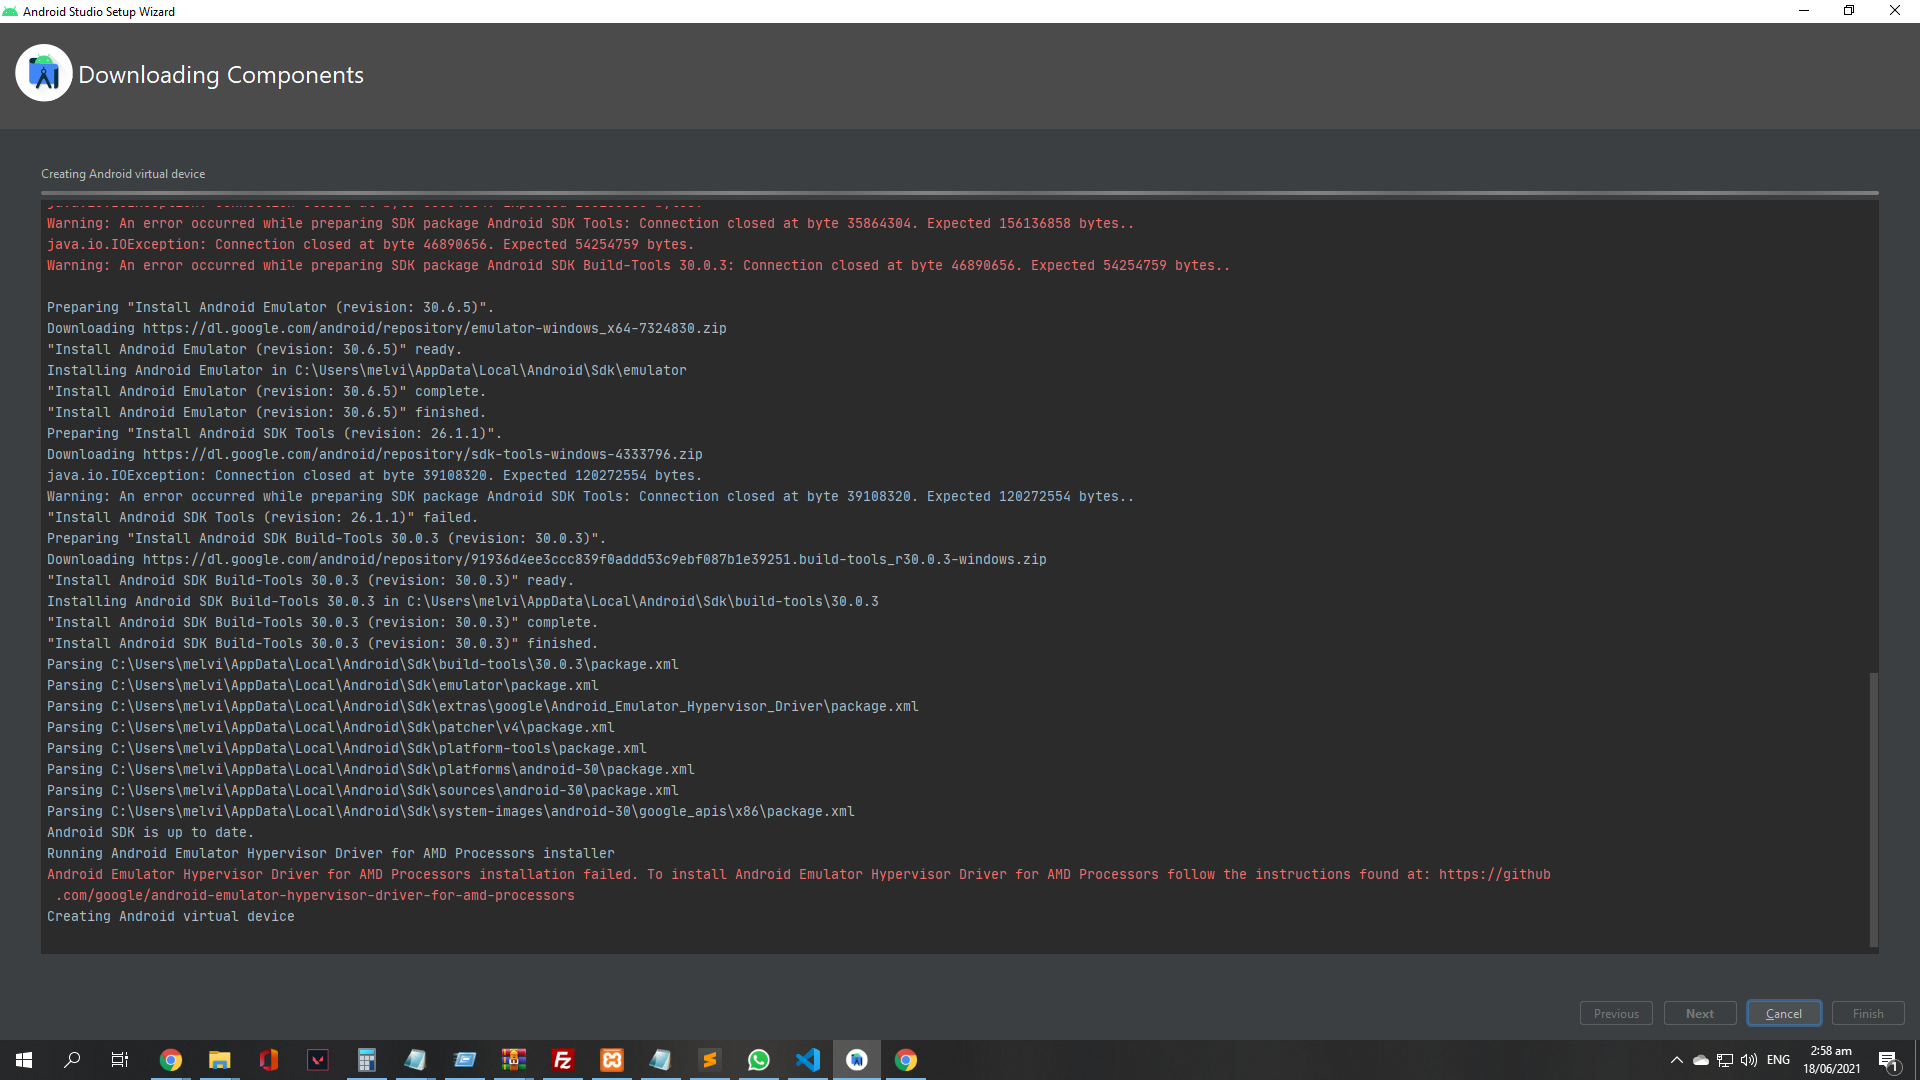 Android Studio Setup Wizard
Downloading Components
Creating Android virtual device
Warning: An error occurred while preparing SDK package Android SDK Tools: Connection closed at byte 35864304. Expected 156136858 bytes..
java.io.IOException: Connection closed at byte 46890656. Expected 54254759 bytes.
Warning: An error occurred while preparing SDK package Android SDK Build-Tools 30.0.3: Connection closed at byte 46890656. Expected 54254759 bytes..
Preparing "Install Android Emulator (revision: 30.6.5)".
Downloading https://dl.google.com/android/repository/emulator-windows_x64-7324830.zip
"Install Android Emulator (revision: 30.6.5)" ready.
Installing Android Emulator in C:\Users\melvi\AppData\Local\Android\Sdk\emulator
"Install Android Emulator (revision: 30.6.5)" complete.
"Install Android Emulator (revision: 30.6.5)" finished.
Preparing "Install Android SDK Tools (revision: 26.1.1)".
Downloading https://dl.google.com/android/repository/sdk-tools-windows-4333796.zip
java.io.IOException: Connection closed at byte 39108320. Expected 120272554 bytes.
Warning: An error occurred while preparing SDK package Android SDK Tools: Connection closed at byte 39108320. Expected 120272554 bytes..
"Install Android SDK Tools (revision: 26.1.1)" failed.
Preparing "Install Android SDK Build-Tools 30.0.3 (revision: 30.0.3)".
Downloading https://dl.google.com/android/repository/91936d4ee3ccc839f0addd53c9ebf087b1e39251.build-tools_r30.0.3-windows.zip
"Install Android SDK Build-Tools 30.0.3 (revision: 30.0.3)" ready.
Installing Android SDK Build-Tools 30.0.3 in C:\Users\melvi\AppData\Local\Android\Sdk\build-tools\30.0.3
"Install Android SDK Build-Tools 30.0.3 (revision: 30.0.3)" complete.
"Install Android SDK Build-Tools 30.0.3 (revision: 30.0.3)" finished.
Parsing C:\Users\melvi\AppData\Local\Android\Sdk\build-tools\30.0.3\package.xml
Parsing C:\Users\melvi\AppData\Local\Android\Sdk\emulator\package.xml
Parsing C:\Users\melvi\AppData\Local\Android\Sdk\extras\google\Android_Emulator_Hypervisor_Driver\package.xml
Parsing C:\Users\melvi\AppData\Local\Android\Sdk\patcher\v4\package.xml
Parsing C:\Users\melvi\AppData\Local\Android\Sdk\platform-tools\package.xml
Parsing C:\Users\melvi\AppData\Local\Android\Sdk\platforms\android-30\package.xml
Parsing C:\Users\melvi\AppData\Local\Android\Sdk\sources\android-30\package.xml
Parsing C:\Users\melvi\AppData\Local\Android\Sdk\system-images\android-30\google_apis\x86\package.xml
Android SDK is up to date.
Running Android Emulator Hypervisor Driver for AMD Processors installer
Android Emulator Hypervisor Driver for AMD Processors installation failed. To install Android Emulator Hypervisor Driver for AMD Processors follow the instructions found at: https://github
.com/google/android-emulator-hypervisor-driver-for-amd-processors
Creating Android virtual device
Previous Next Cancel Finish
ENG
2:58 am
18/06/2021
1